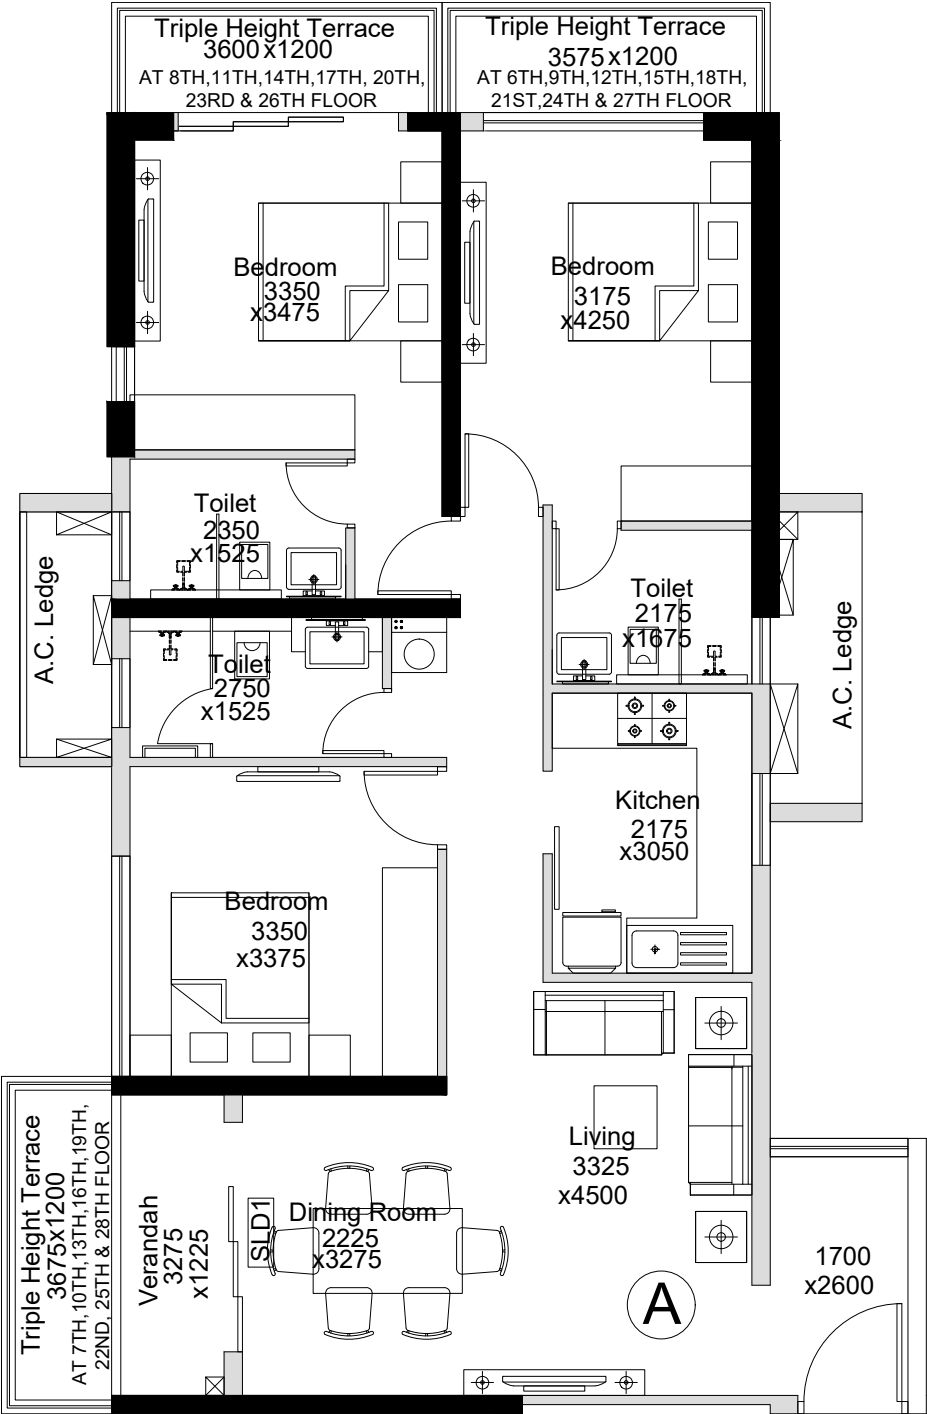 Triple Height Terrace
3600x1200
AT 8TH,11TH,14TH,17TH, 20TH,
23RD & 26TH FLOOR
Triple Height Terrace
3575x1200
AT 6TH,9TH,12TH,15TH,18TH,
21ST,24TH & 27TH FLOOR
Bedroom
3350
x3475
Bedroom
3175
x4250
Toilet
2350
x1525
A.C. Ledge
Toilet
2175
x1675
A.C. Ledge
Toilet
2750
x1525
Kitchen
2175
x3050
Bedroom
3350
x3375
Living
3325
x4500
Triple Height Terrace
3675x1200
AT 7TH,10TH,13TH,16TH,19TH,
22ND, 25TH & 28TH FLOOR
Verandah
3275
x1225
SLD1
Dining Room
2225
x3275
1700
x2600
A